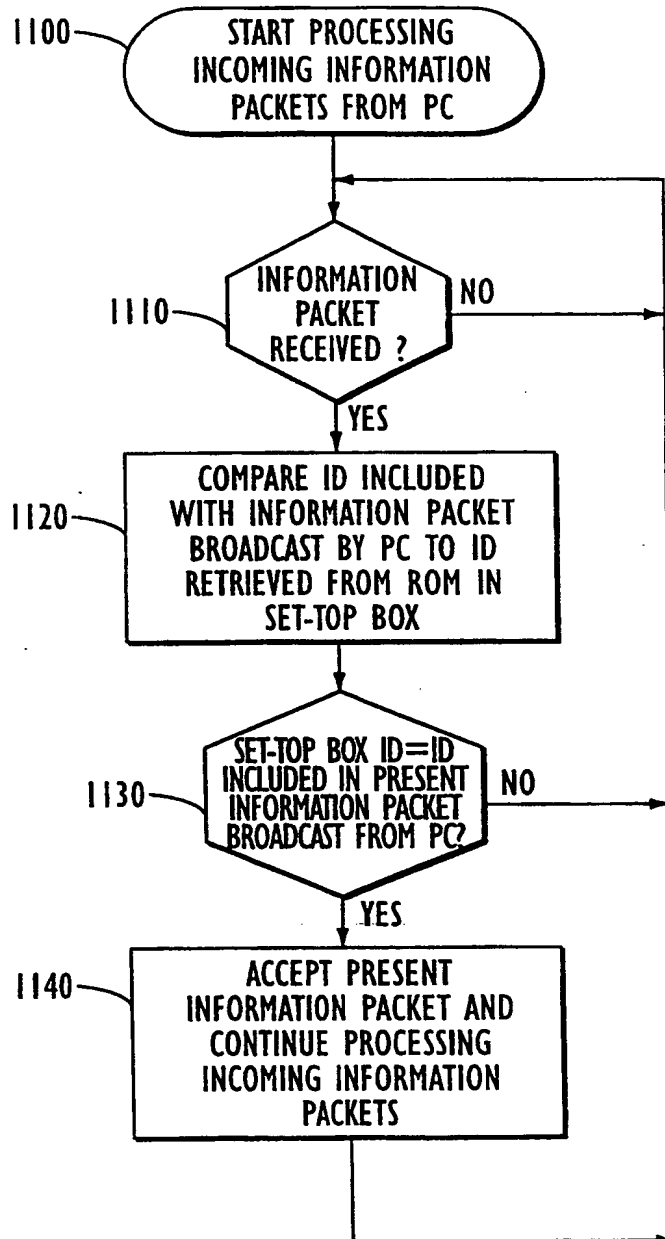 1100
START PROCESSING
INCOMING INFORMATION
PACKETS FROM PC
1110
INFORMATION
PACKET
RECEIVED ?
NO
YES
1120
COMPARE ID INCLUDED
WITH INFORMATION PACKET
BROADCAST BY PC TO ID
RETRIEVED FROM ROM IN
SET-TOP BOX
1130
SET-TOP BOX ID=ID
INCLUDED IN PRESENT
INFORMATION PACKET
BROADCAST FROM PC?
NO
YES
1140
ACCEPT PRESENT
INFORMATION PACKET AND
CONTINUE PROCESSING
INCOMING INFORMATION
PACKETS